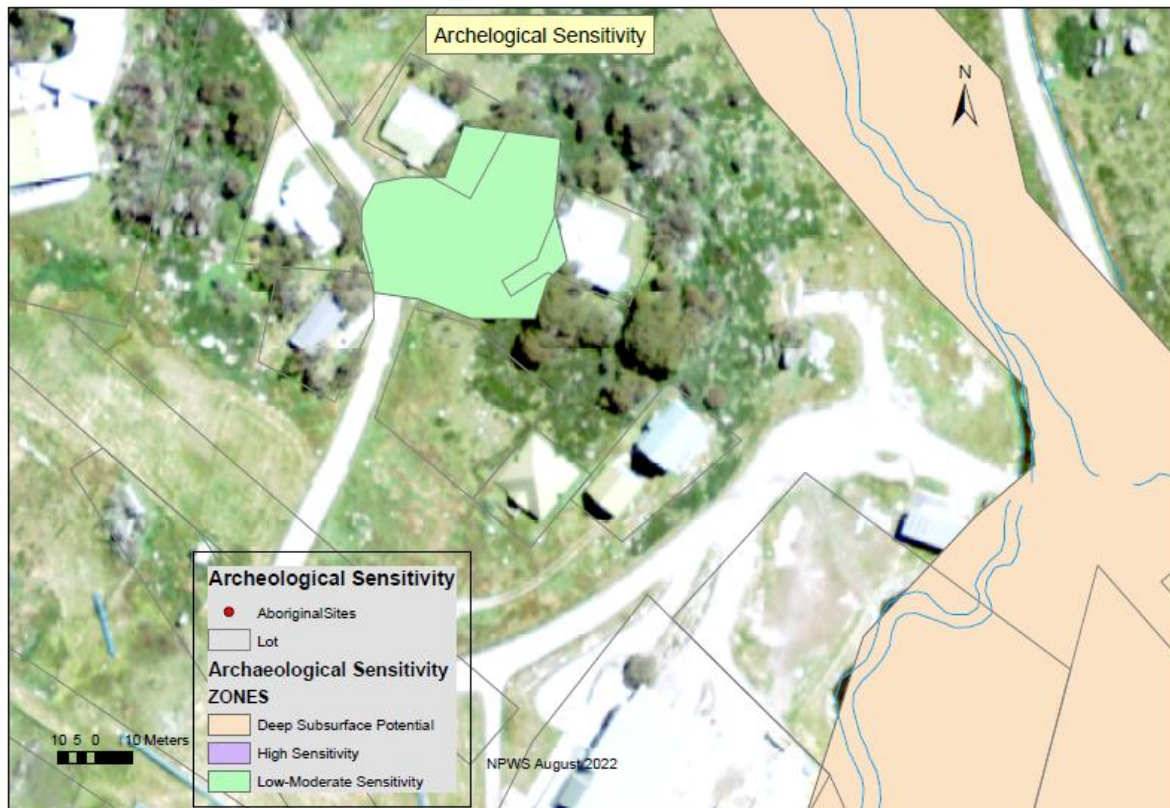 Archelogical Sensitivity
N
Archeological Sensitivity
AboriginalSites
Lot
Archaeological Sensitivity
ZONES
Deep Subsurface Potential
High Sensitivity
Low-Moderate Sensitivity
10 5 0 10 Meters
NPWS August 2022